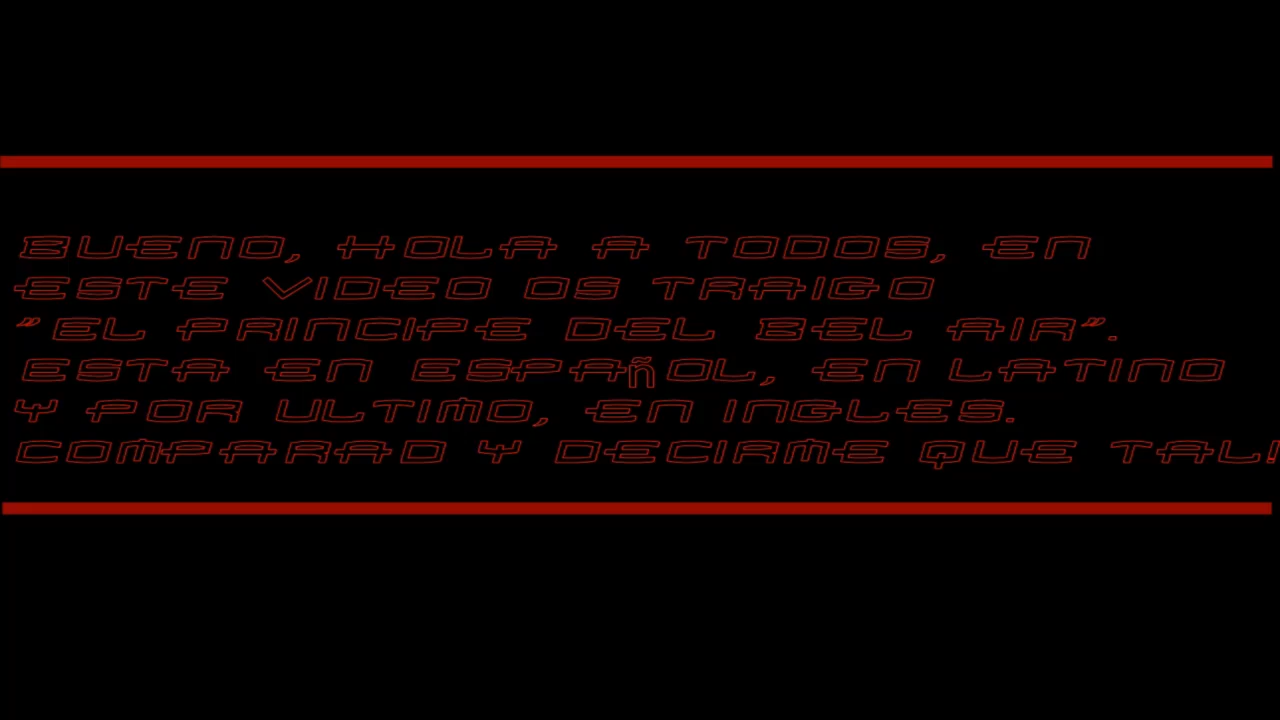 BUENO, HOLA A TODOS, EN
ESTE VIDEO OS TRAIGO
"EL PRINCIPE DEL BEL AIR".
ESTA EN ESPAñOL, EN LATINO
Y POR ULTIMO, EN INGLES.
COMPARAD Y DECIRME QUE TAL!